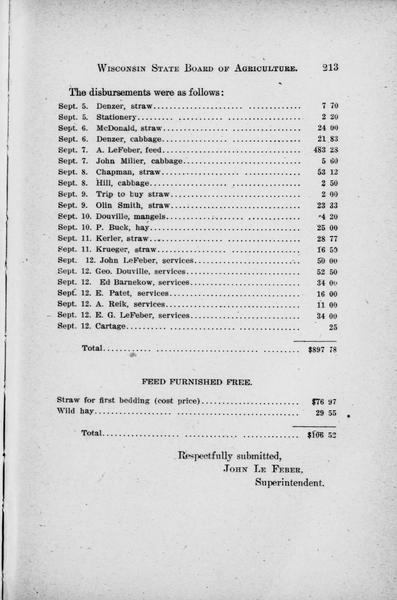 WISCONSIN STATE BOARD OF AGRICULTURE. 213
The disbursements were as follows:
Sept. 5. Denzer, straw 7 70
Sept. 5. Stationery 2 20
Sept. 6. McDonald, straw 24 00
Sept. 6. Denzer, cabbage 21 83
Sept. 7. A. LeFeber, feed 483 28
Sept. 7. John Milier, cabbage 5 60
Sept. 8. Chapman, straw 53 12
Sept. 8. Hill, cabbage 2 50
Sept. 9. Trip to buy straw 2 00
Sept. 9. Olin Smith, straw 23 33
Sept. 10. Douville, mangels 4 20
Sept. 10. P. Buck, hay 25 00
Sept. 11. Kerler, straw 28 77
Sept. 11. Krueger, straw 16 50
Sept. 12. John LeFeber, services 50 00
Sept. 12. Geo. Douville, services 52 50
Sept. 12. Ed Barnekow, services 34 00
Sept. 12. E. Patet, services 16 00
Sept. 12. A. Reik, services 11 00
Sept. 12. E. G. LeFeber, services 34 00
Sept. 12. Cartage 25
Total $897 78
FEED FURNISHED FREE.
Straw for first bedding (cost price) $76 97
Wild hay 29 55
Total $106 52
Respectfully submitted,
JOHN LE FEBER,
Superintendent.